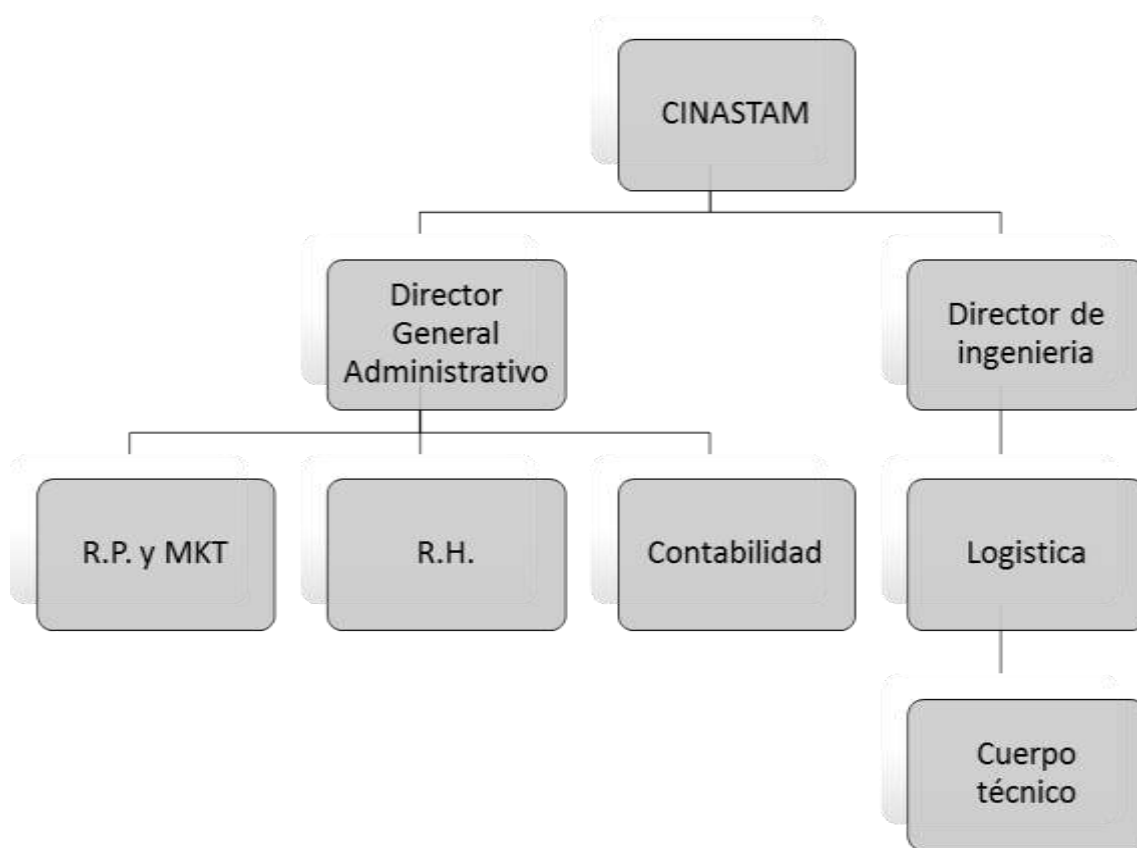 CINASTAM
Director
General
Administrativo
Director de
ingenieria
R.P. y MKT
R.H.
Contabilidad
Logistica
Cuerpo
técnico